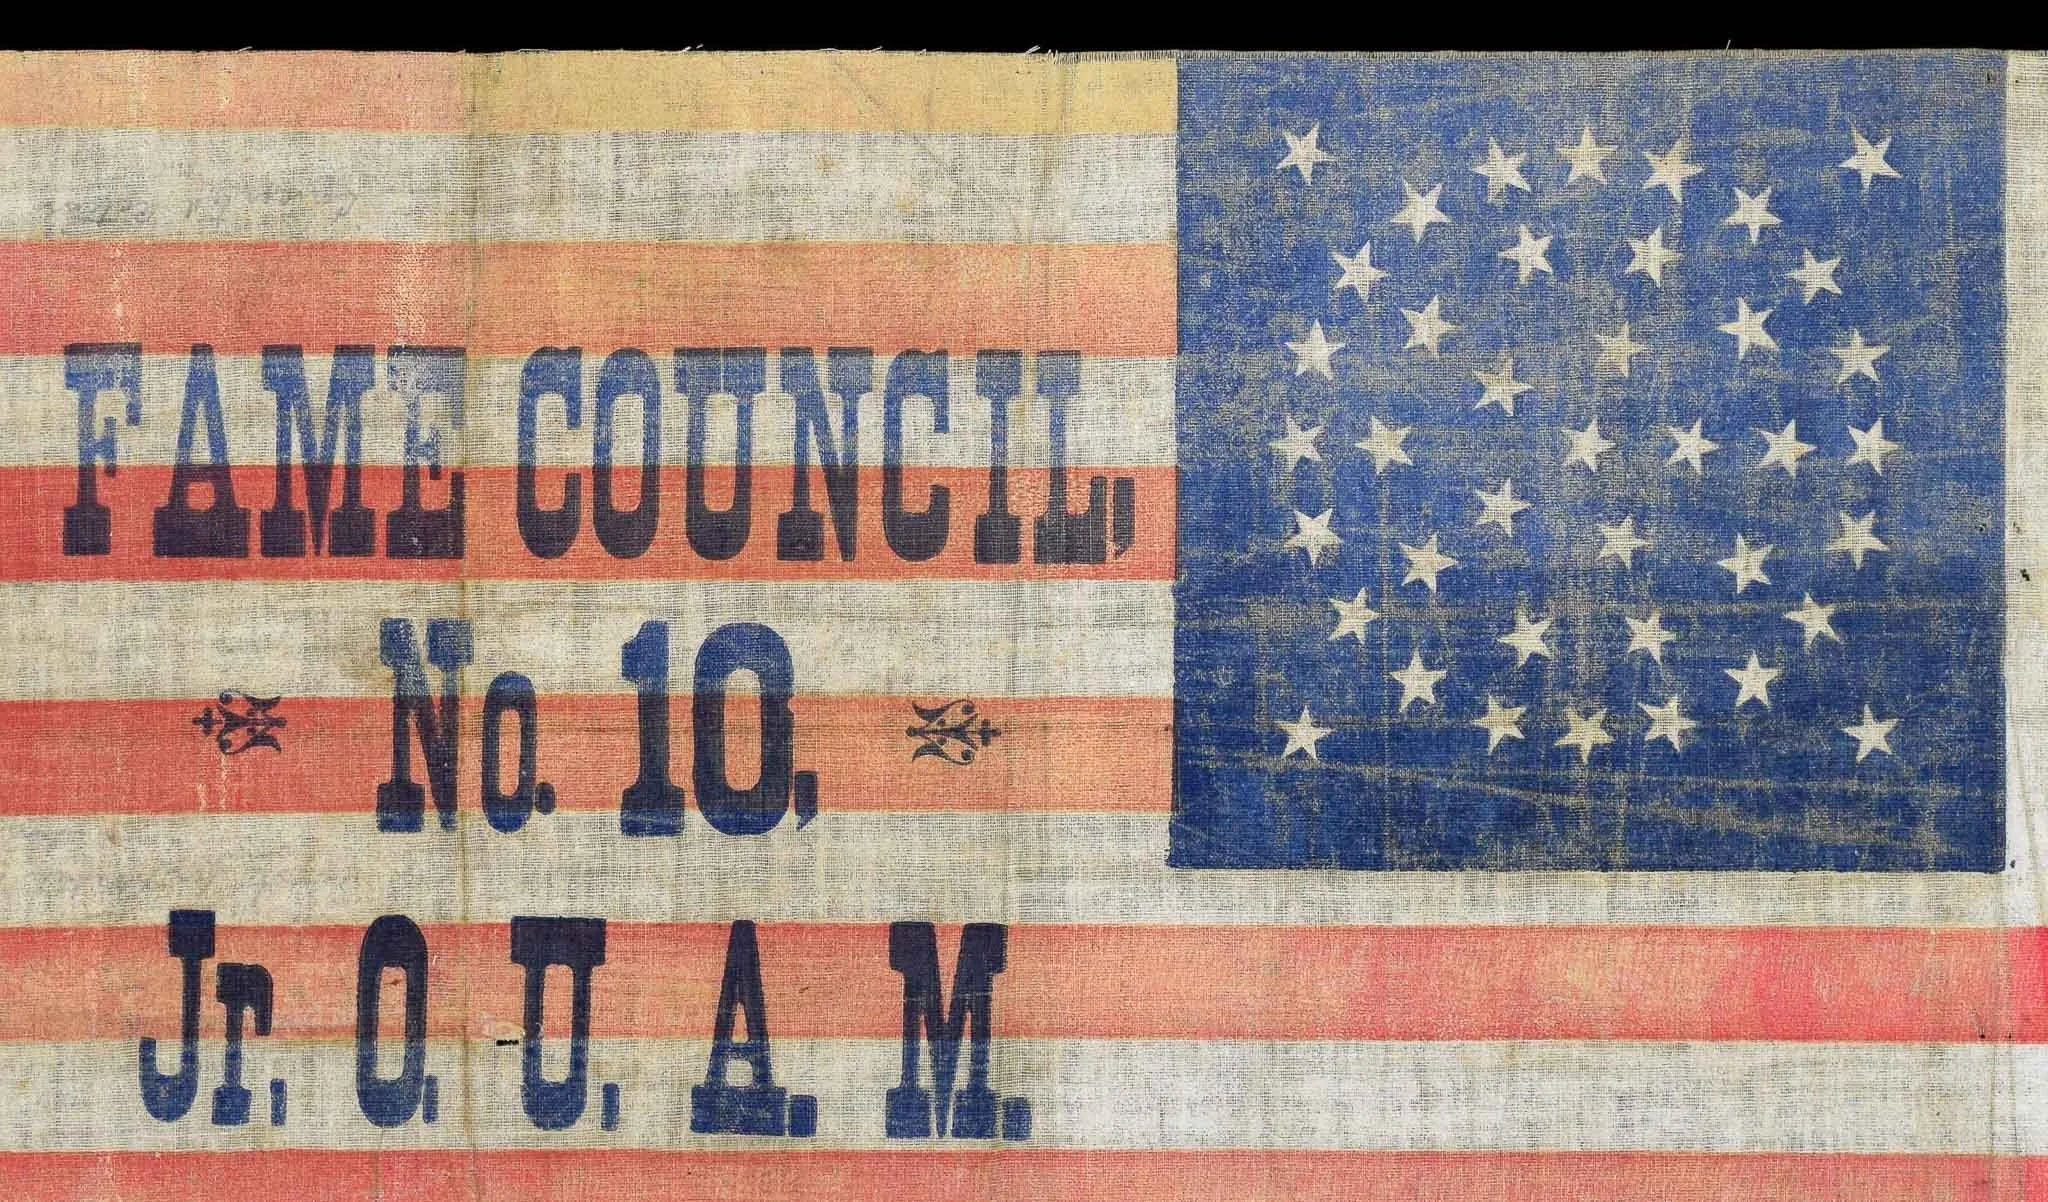 FAME COUNCIL,
No. 10,
Jr. O. U. A. M.